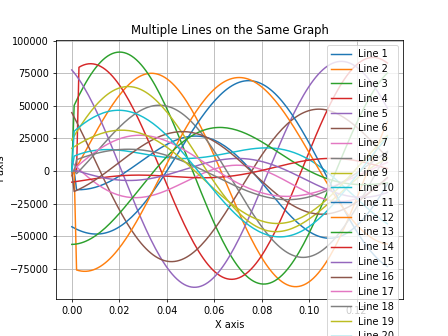 Multiple Lines on the Same Graph
100000
75000
50000
25000
0
−25000
−50000
−75000
0.00
0.02
0.04
0.06
0.08
0.10
X axis
Line 1
Line 2
Line 3
Line 4
Line 5
Line 6
Line 7
Line 8
Line 9
Line 10
Line 11
Line 12
Line 13
Line 14
Line 15
Line 16
Line 17
Line 18
Line 19
Line 20